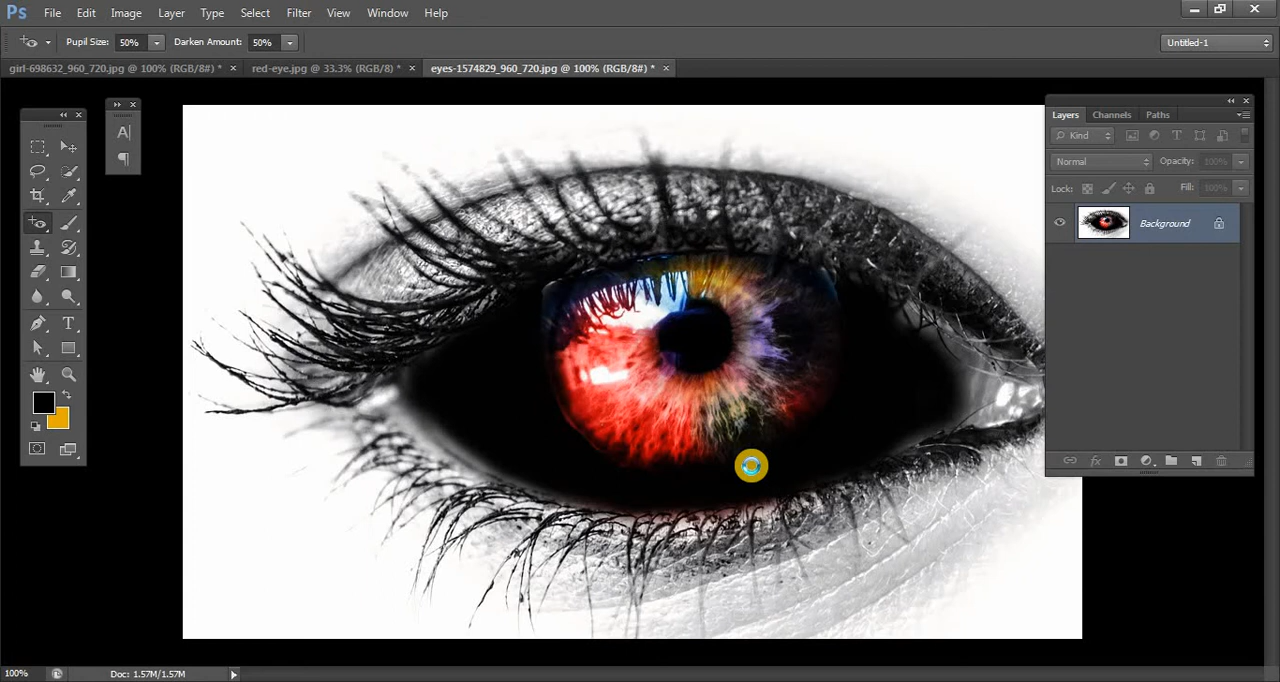 Ps File Edit Image Layer Type Select Filter View Window Help
Pupil Size: 50% Darken Amount: 50% Untitled-1
girl-698632_960_720.jpg @ 100% (RGB/8#) * × red-eye.jpg @ 33.3% (RGB/8) * × eyes-1574829_960_720.jpg @ 100% (RGB/8#) * ×
Layers Channels Paths
Kind T
Normal Opacity: 100%
Lock: Fill: 100%
Background
A
T
100% Doc: 1.57M/1.57M